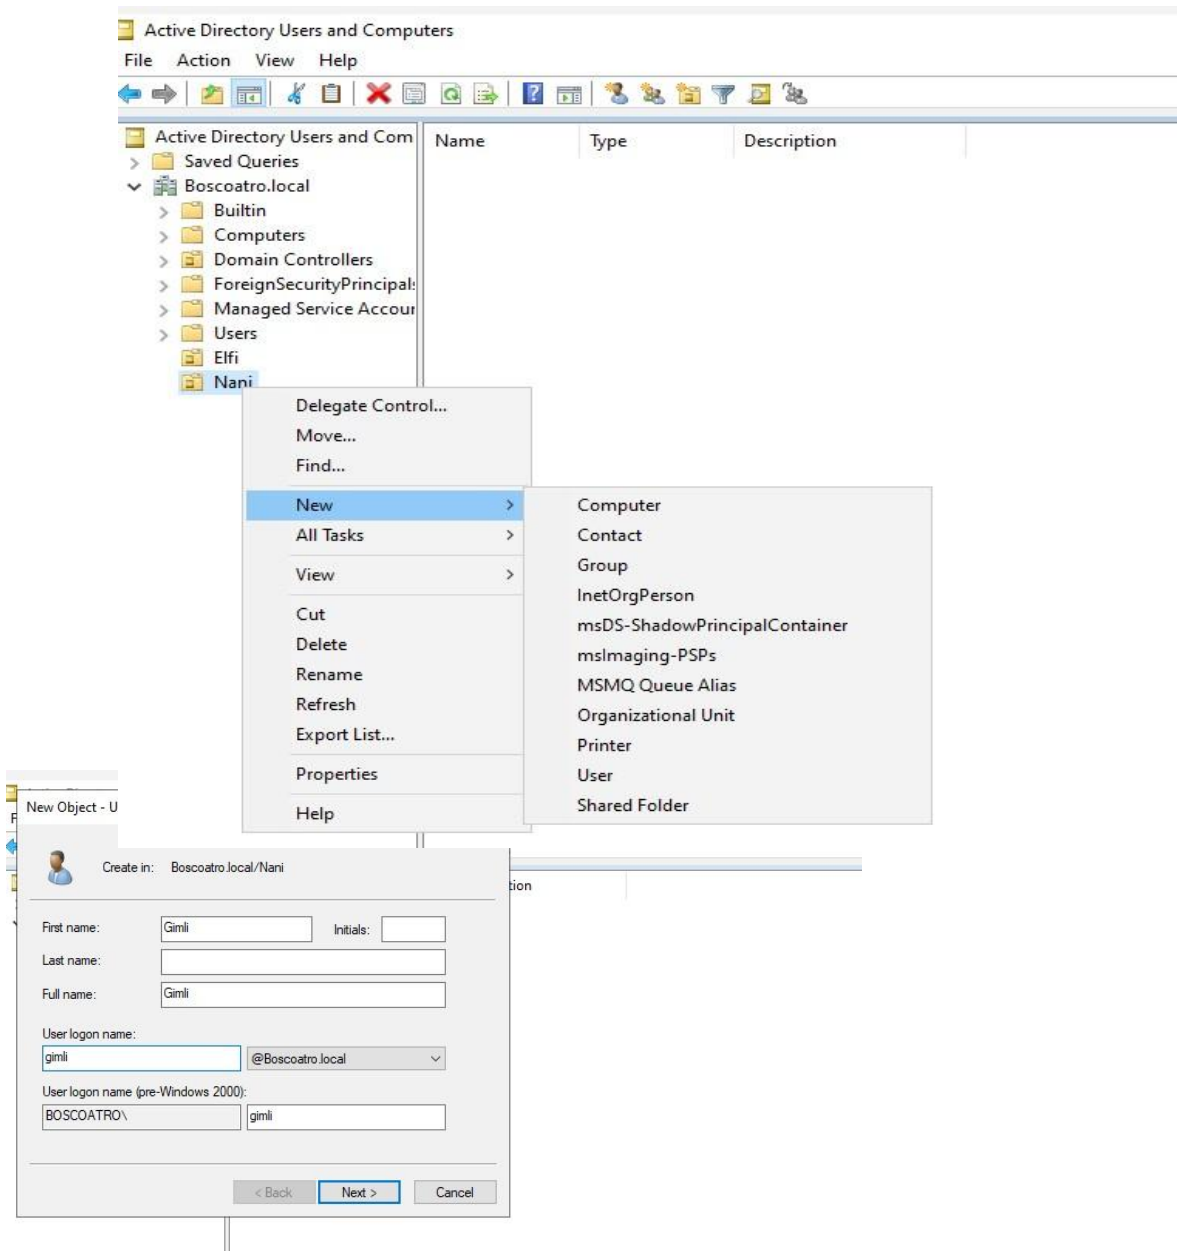 Active Directory Users and Computers
File Action View Help
Active Directory Users and Com
Name Type Description
Saved Queries
Boscoatro.local
Builtin
Computers
Domain Controllers
ForeignSecurityPrincipal
Managed Service Accou
Users
Elfi
Nani
Delegate Control...
Move...
Find...
New
All Tasks
View
Cut
Delete
Rename
Refresh
Export List...
Properties
Help
Computer
Contact
Group
InetOrgPerson
msDS-ShadowPrincipalContainer
msImaging-PSPs
MSMQ Queue Alias
Organizational Unit
Printer
User
Shared Folder
New Object - U
Create in: Boscoatro.local/Nani
tion
First name: Gimli Initials:
Last name:
Full name: Gimli
User logon name:
gimli @Boscoatro.local
User logon name (pre-Windows 2000):
BOSCOATRO\ gimli
< Back Next > Cancel